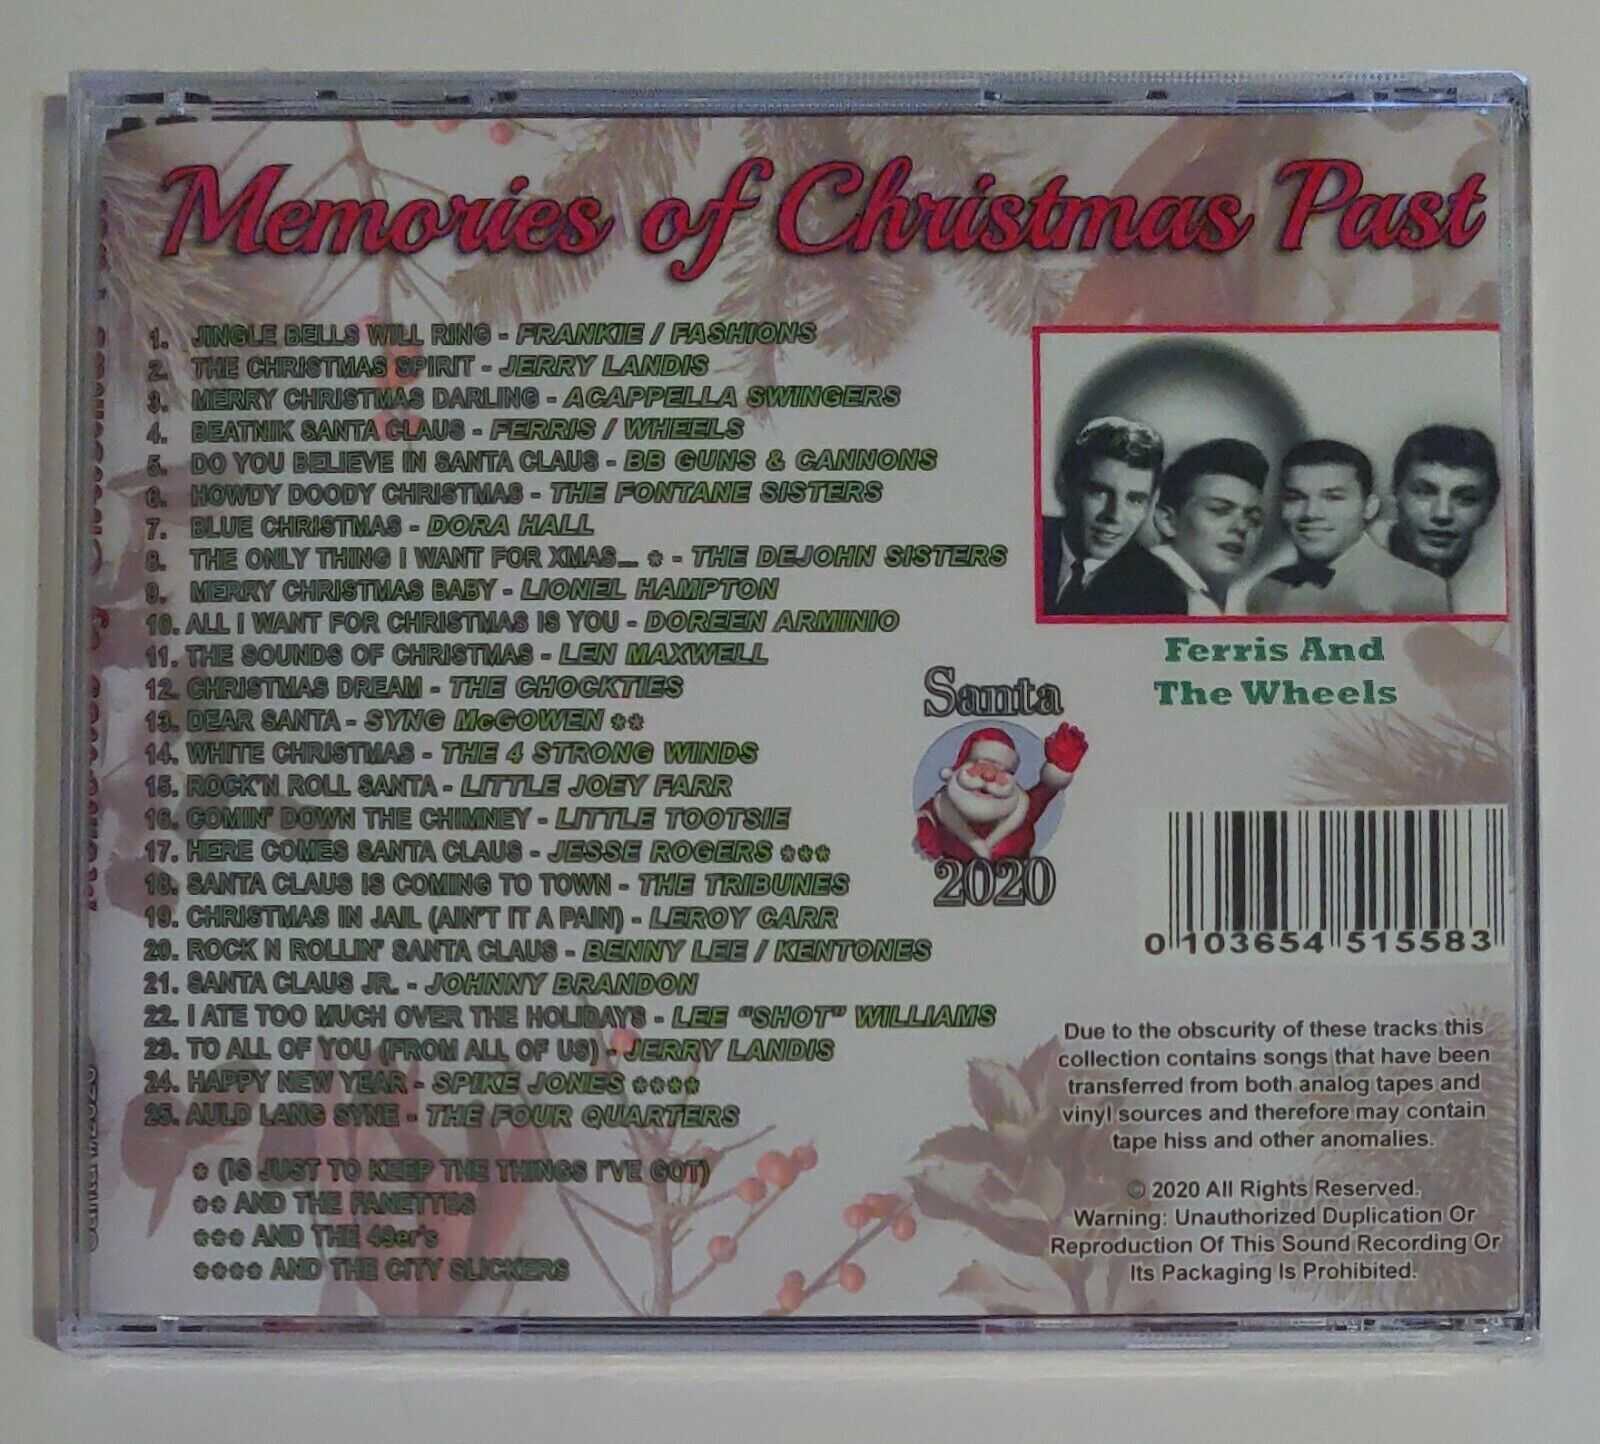 Memories of Christmas Past
1. JINGLE BELLS WILL RING - FRANKIE / FASHIONS
2. THE CHRISTMAS SPIRIT - JERRY LANDIS
3. MERRY CHRISTMAS DARLING - ACAPPELLA SWINGERS
4. BEATNIK SANTA CLAUS - FERRIS / WHEELS
5. DO YOU BELIEVE IN SANTA CLAUS - BB GUNS & CANNONS
6. HOWDY DOODY CHRISTMAS - THE FONTANE SISTERS
7. BLUE CHRISTMAS - DORA HALL
8. THE ONLY THING I WANT FOR XMAS... * - THE DEJOHN SISTERS
9. MERRY CHRISTMAS BABY - LIONEL HAMPTON
10. ALL I WANT FOR CHRISTMAS IS YOU - DOREEN ARMINIO
11. THE SOUNDS OF CHRISTMAS - LEN MAXWELL
12. CHRISTMAS DREAM - THE CHOCKTIES
13. DEAR SANTA - SYNG McGOWEN **
14. WHITE CHRISTMAS - THE 4 STRONG WINDS
15. ROCK'N ROLL SANTA - LITTLE JOEY FARR
16. COMIN' DOWN THE CHIMNEY - LITTLE TOOTSIE
17. HERE COMES SANTA CLAUS - JESSE ROGERS ***
18. SANTA CLAUS IS COMING TO TOWN - THE TRIBUNES
19. CHRISTMAS IN JAIL (AIN'T IT A PAIN) - LEROY CARR
20. ROCK N ROLLIN' SANTA CLAUS - BENNY LEE / KENTONES
21. SANTA CLAUS JR. - JOHNNY BRANDON
22. I ATE TOO MUCH OVER THE HOLIDAYS - LEE "SHOT" WILLIAMS
23. TO ALL OF YOU (FROM ALL OF US) - JERRY LANDIS
24. HAPPY NEW YEAR - SPIKE JONES ****
25. AULD LANG SYNE - THE FOUR QUARTERS
* (IS JUST TO KEEP THE THINGS I'VE GOT)
** AND THE FANETTES
*** AND THE 49er's
**** AND THE CITY SLICKERS
Ferris And
The Wheels
Santa
2020
0 103654 515583
Due to the obscurity of these tracks this
collection contains songs that have been
transferred from both analog tapes and
vinyl sources and therefore may contain
tape hiss and other anomalies.
© 2020 All Rights Reserved.
Warning: Unauthorized Duplication Or
Reproduction Of This Sound Recording Or
Its Packaging Is Prohibited.